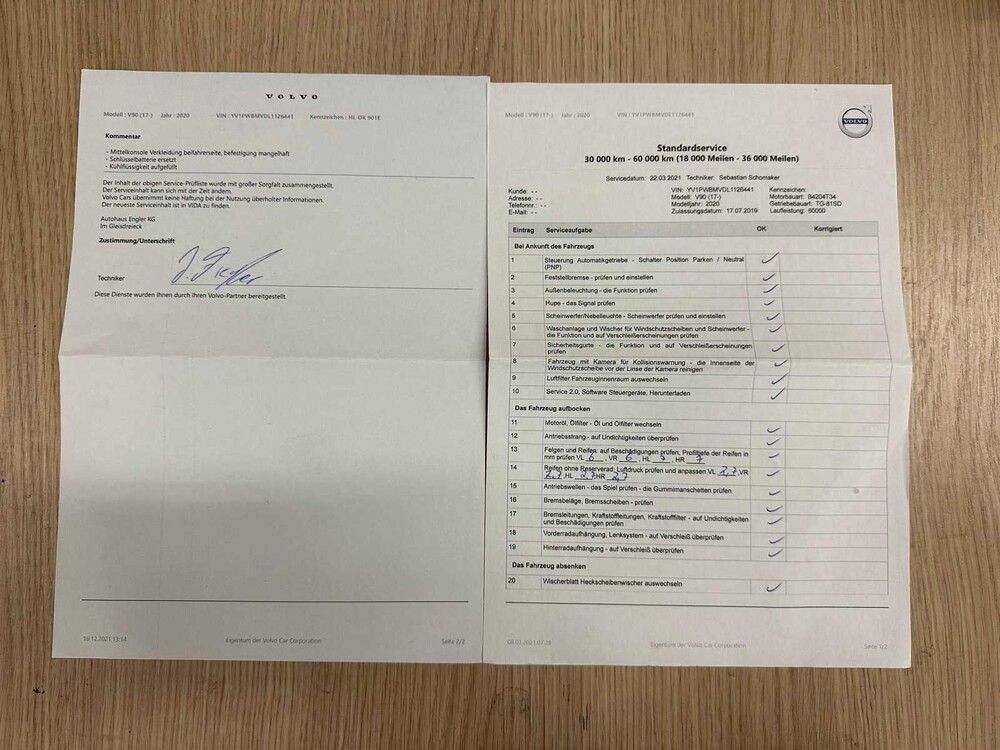 VOLVO
Modell : V90 (17-) Jahr : 2020 VIN : YV1PWBMVDL1126441 Kennzeichen : HL-DK 901E
Kommentar
- Mittelkonsole Verkleidung beifahrerseite, befestigung mangelhaft
- Schlüsselbatterie ersetzt
- Kühlflüssigkeit aufgefüllt
Der Inhalt der obigen Service-Prüfliste wurde mit großer Sorgfalt zusammengestellt.
Der Serviceinhalt kann sich mit der Zeit ändern.
Volvo Cars übernimmt keine Haftung bei der Nutzung überholter Informationen.
Der neueste Serviceinhalt ist in VIDA zu finden.
Autohaus Engler KG
Im Gleisdreieck
Zustimmung/Unterschrift
Techniker
Diese Dienste wurden Ihnen durch Ihren Volvo-Partner bereitgestellt.
16.12.2021 13:14 Eigentum der Volvo Car Corporation Seite 2/2
Modell : V90 (17-) Jahr : 2020 VIN : YV1PWBMVDL1126441
VOLVO
Standardservice
30 000 km - 60 000 km (18 000 Meilen - 36 000 Meilen)
Servicedatum: 22.03.2021 Techniker: Sebastian Schomaker
Kunde: - - VIN: YV1PWBMVDL1126441 Kennzeichen:
Adresse: - - Modell: V90 (17-) Motorbauart: B4204T34
Telefonnr.: - - Modelljahr: 2020 Getriebebauart: TG-81SD
E-Mail: - - Zulassungsdatum: 17.07.2019 Laufleistung: 60000
Eintrag Serviceaufgabe OK Korrigiert
Bei Ankunft des Fahrzeugs
1 Steuerung Automatikgetriebe - Schalter Position Parken / Neutral
(PNP)
2 Feststellbremse - prüfen und einstellen
3 Außenbeleuchtung - die Funktion prüfen
4 Hupe - das Signal prüfen
5 Scheinwerfer/Nebelleuchte - Scheinwerfer prüfen und einstellen
6 Waschanlage und Wischer für Windschutzscheiben und Scheinwerfer -
die Funktion und auf Verschleißerscheinungen prüfen
7 Sicherheitsgurte - die Funktion und auf Verschleißerscheinungen
prüfen
8 Fahrzeug mit Kamera für Kollisionswarnung - die Innenseite der
Windschutzscheibe vor der Linse der Kamera reinigen
9 Luftfilter Fahrzeuginnenraum auswechseln
10 Service 2.0, Software Steuergeräte, Herunterladen
Das Fahrzeug aufbocken
11 Motoröl, Ölfilter - Öl und Ölfilter wechseln
12 Antriebsstrang - auf Undichtigkeiten überprüfen
13 Felgen und Reifen: auf Beschädigungen prüfen, Profiltiefe der Reifen in
mm prüfen VL 6 , VR 6 , HL 7 , HR 7
14 Reifen ohne Reserverad: Luftdruck prüfen und anpassen VL 2,7, VR
2,7, HL 2,7 HR 2,7
15 Antriebswellen - das Spiel prüfen - die Gummimanschetten prüfen
16 Bremsbeläge, Bremsscheiben - prüfen
17 Bremsleitungen, Kraftstoffleitungen, Kraftstofffilter - auf Undichtigkeiten
und Beschädigungen prüfen
18 Vorderradaufhängung, Lenksystem - auf Verschleiß überprüfen
19 Hinterradaufhängung - auf Verschleiß überprüfen
Das Fahrzeug absenken
20 Wischerblatt Heckscheibenwischer auswechseln
Eigentum der Volvo Car Corporation Seite 1/2